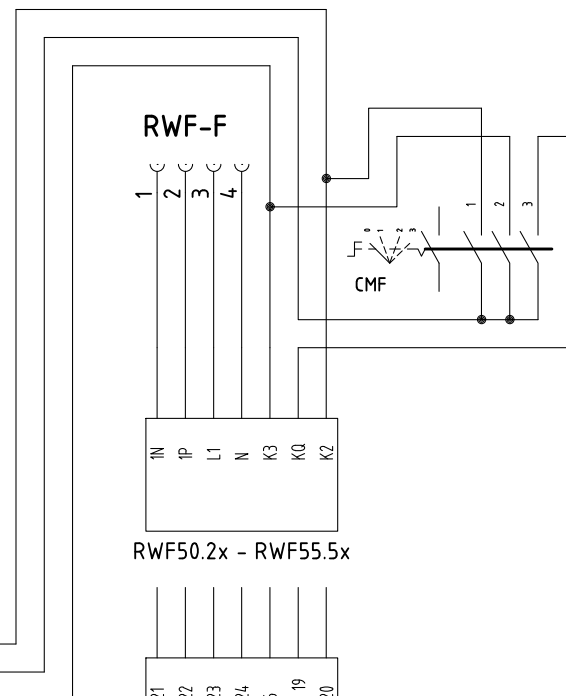 RWF-F
1 2 3 4
1 2 3
0 1 2 3
CMF
1N 1P L1 N K3 KQ K2
RWF50.2x - RWF55.5x
19